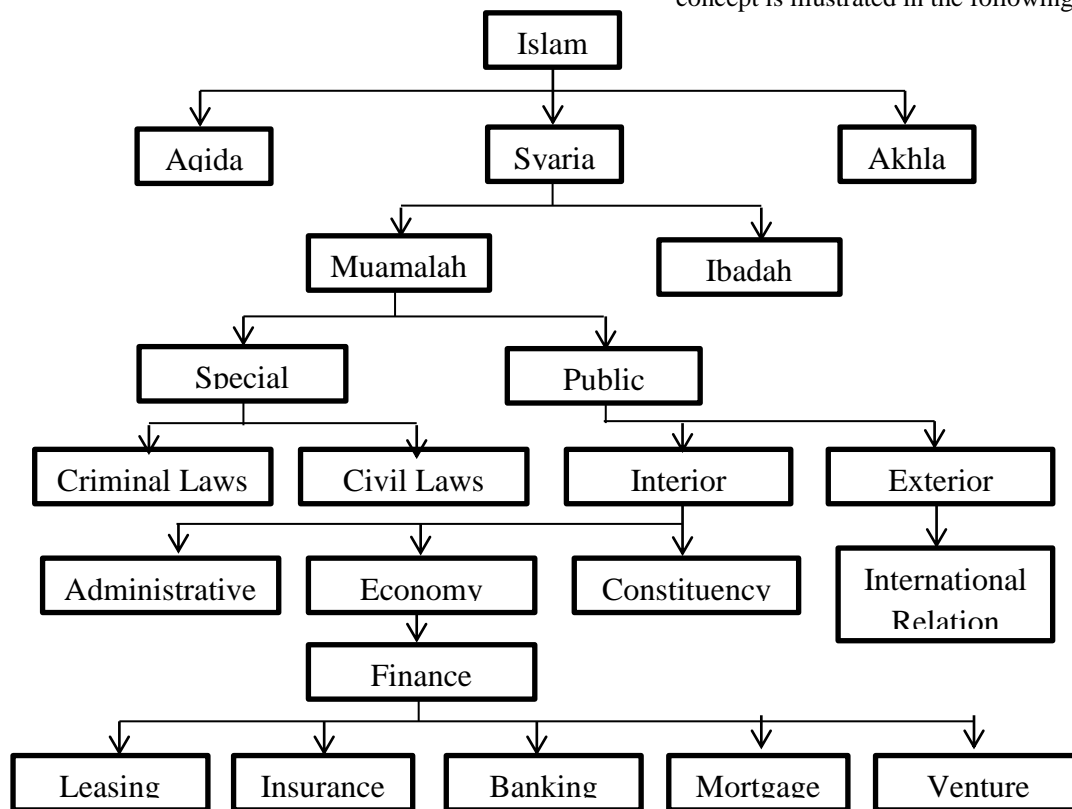 concept is illustrated in the following
Islam
Aqida
Syaria
Akhla
Muamalah
Ibadah
Special
Public
Criminal Laws
Civil Laws
Interior
Exterior
Administrative
Economy
Constituency
International
Relation
Finance
Leasing
Insurance
Banking
Mortgage
Venture